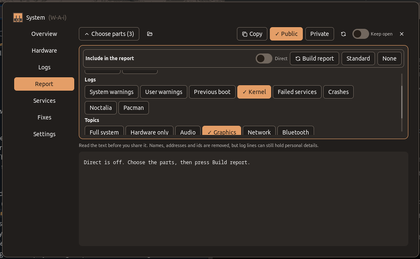 System (W-A-I)
Overview
Hardware
Logs
Report
Services
Fixes
Settings
Choose parts (3)
Copy
✓ Public
Private
Keep open
Include in the report
Direct
Build report
Standard
None
Logs
System warnings
User warnings
Previous boot
✓ Kernel
Failed services
Crashes
Noctalia
Pacman
Topics
Full system
Hardware only
Audio
✓ Graphics
Network
Bluetooth
Read the text before you share it. Names, addresses and ids are removed, but log lines can still hold personal details.
Direct is off. Choose the parts, then press Build report.